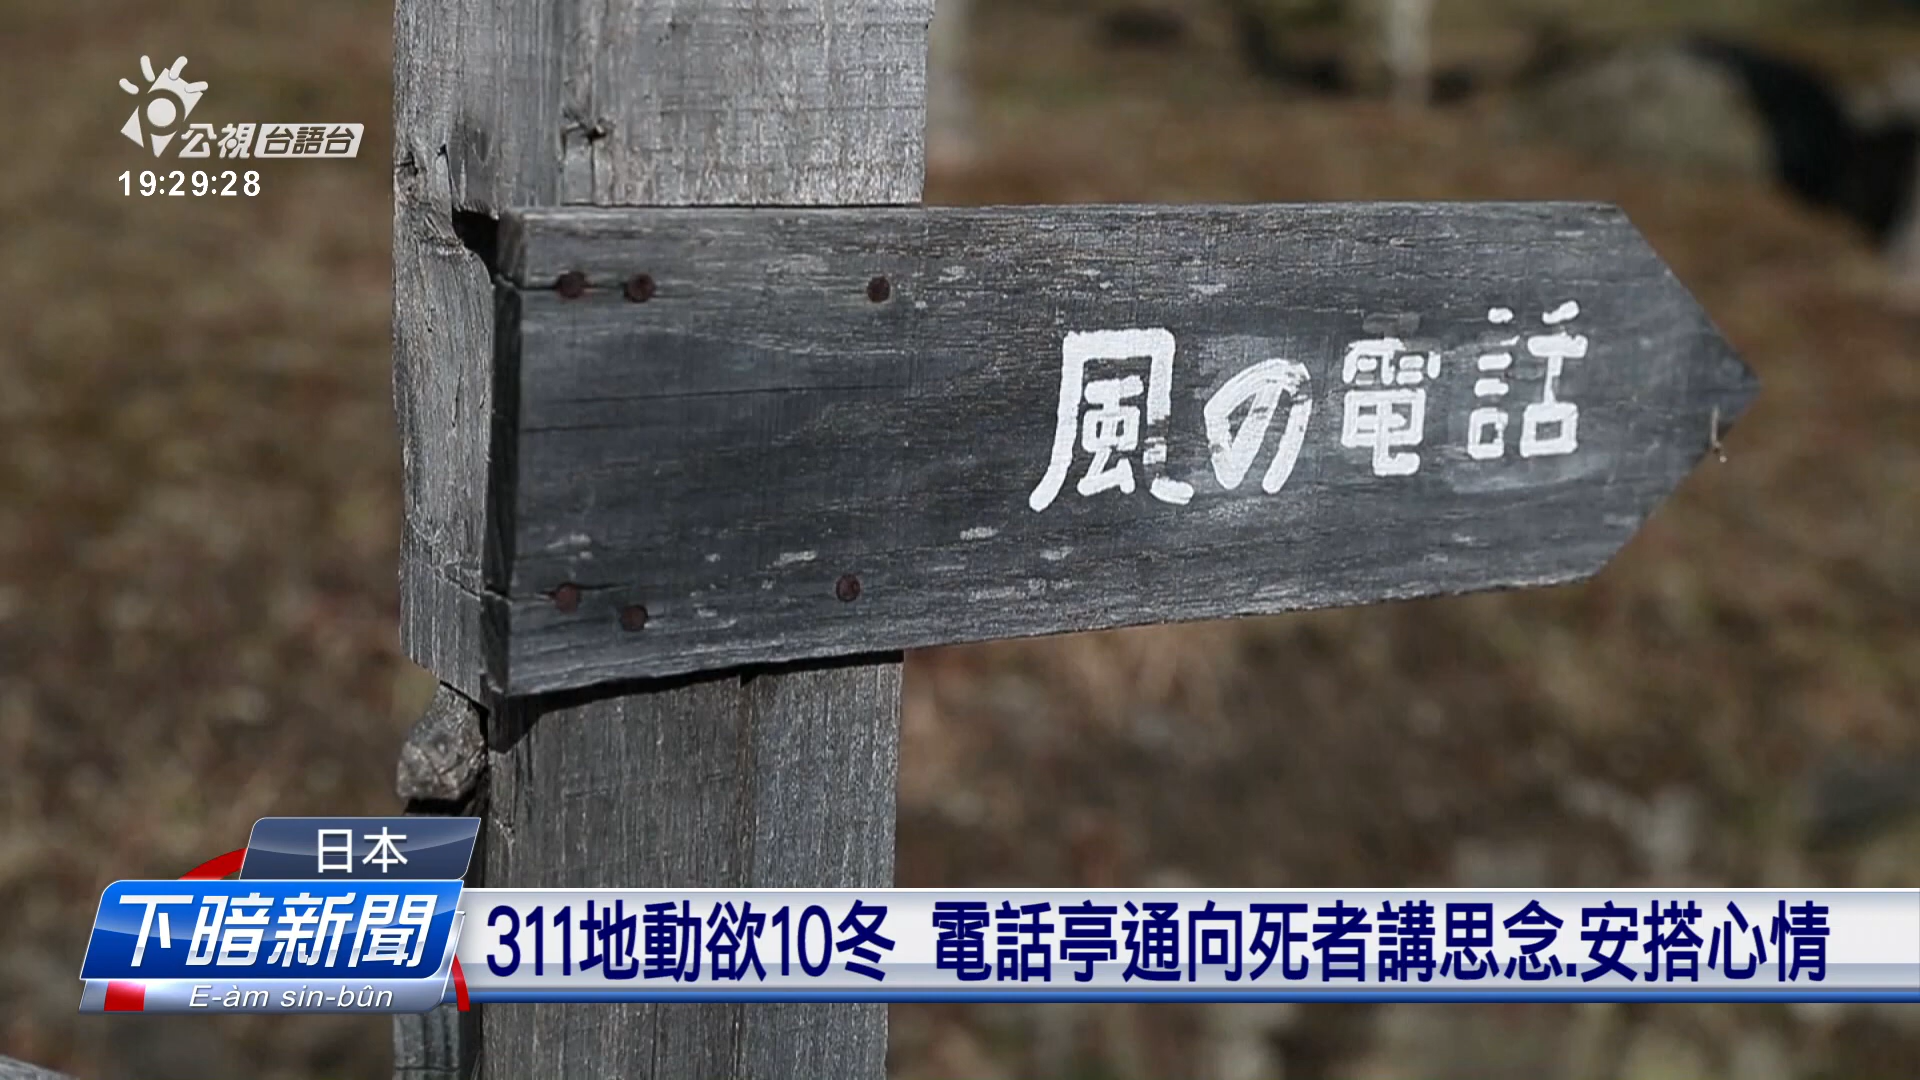 公視台語台
19:29:28
風の電話
日本
下暗新聞
E-àm sin-bûn
311地動欲10冬 電話亭通向死者講思念.安搭心情